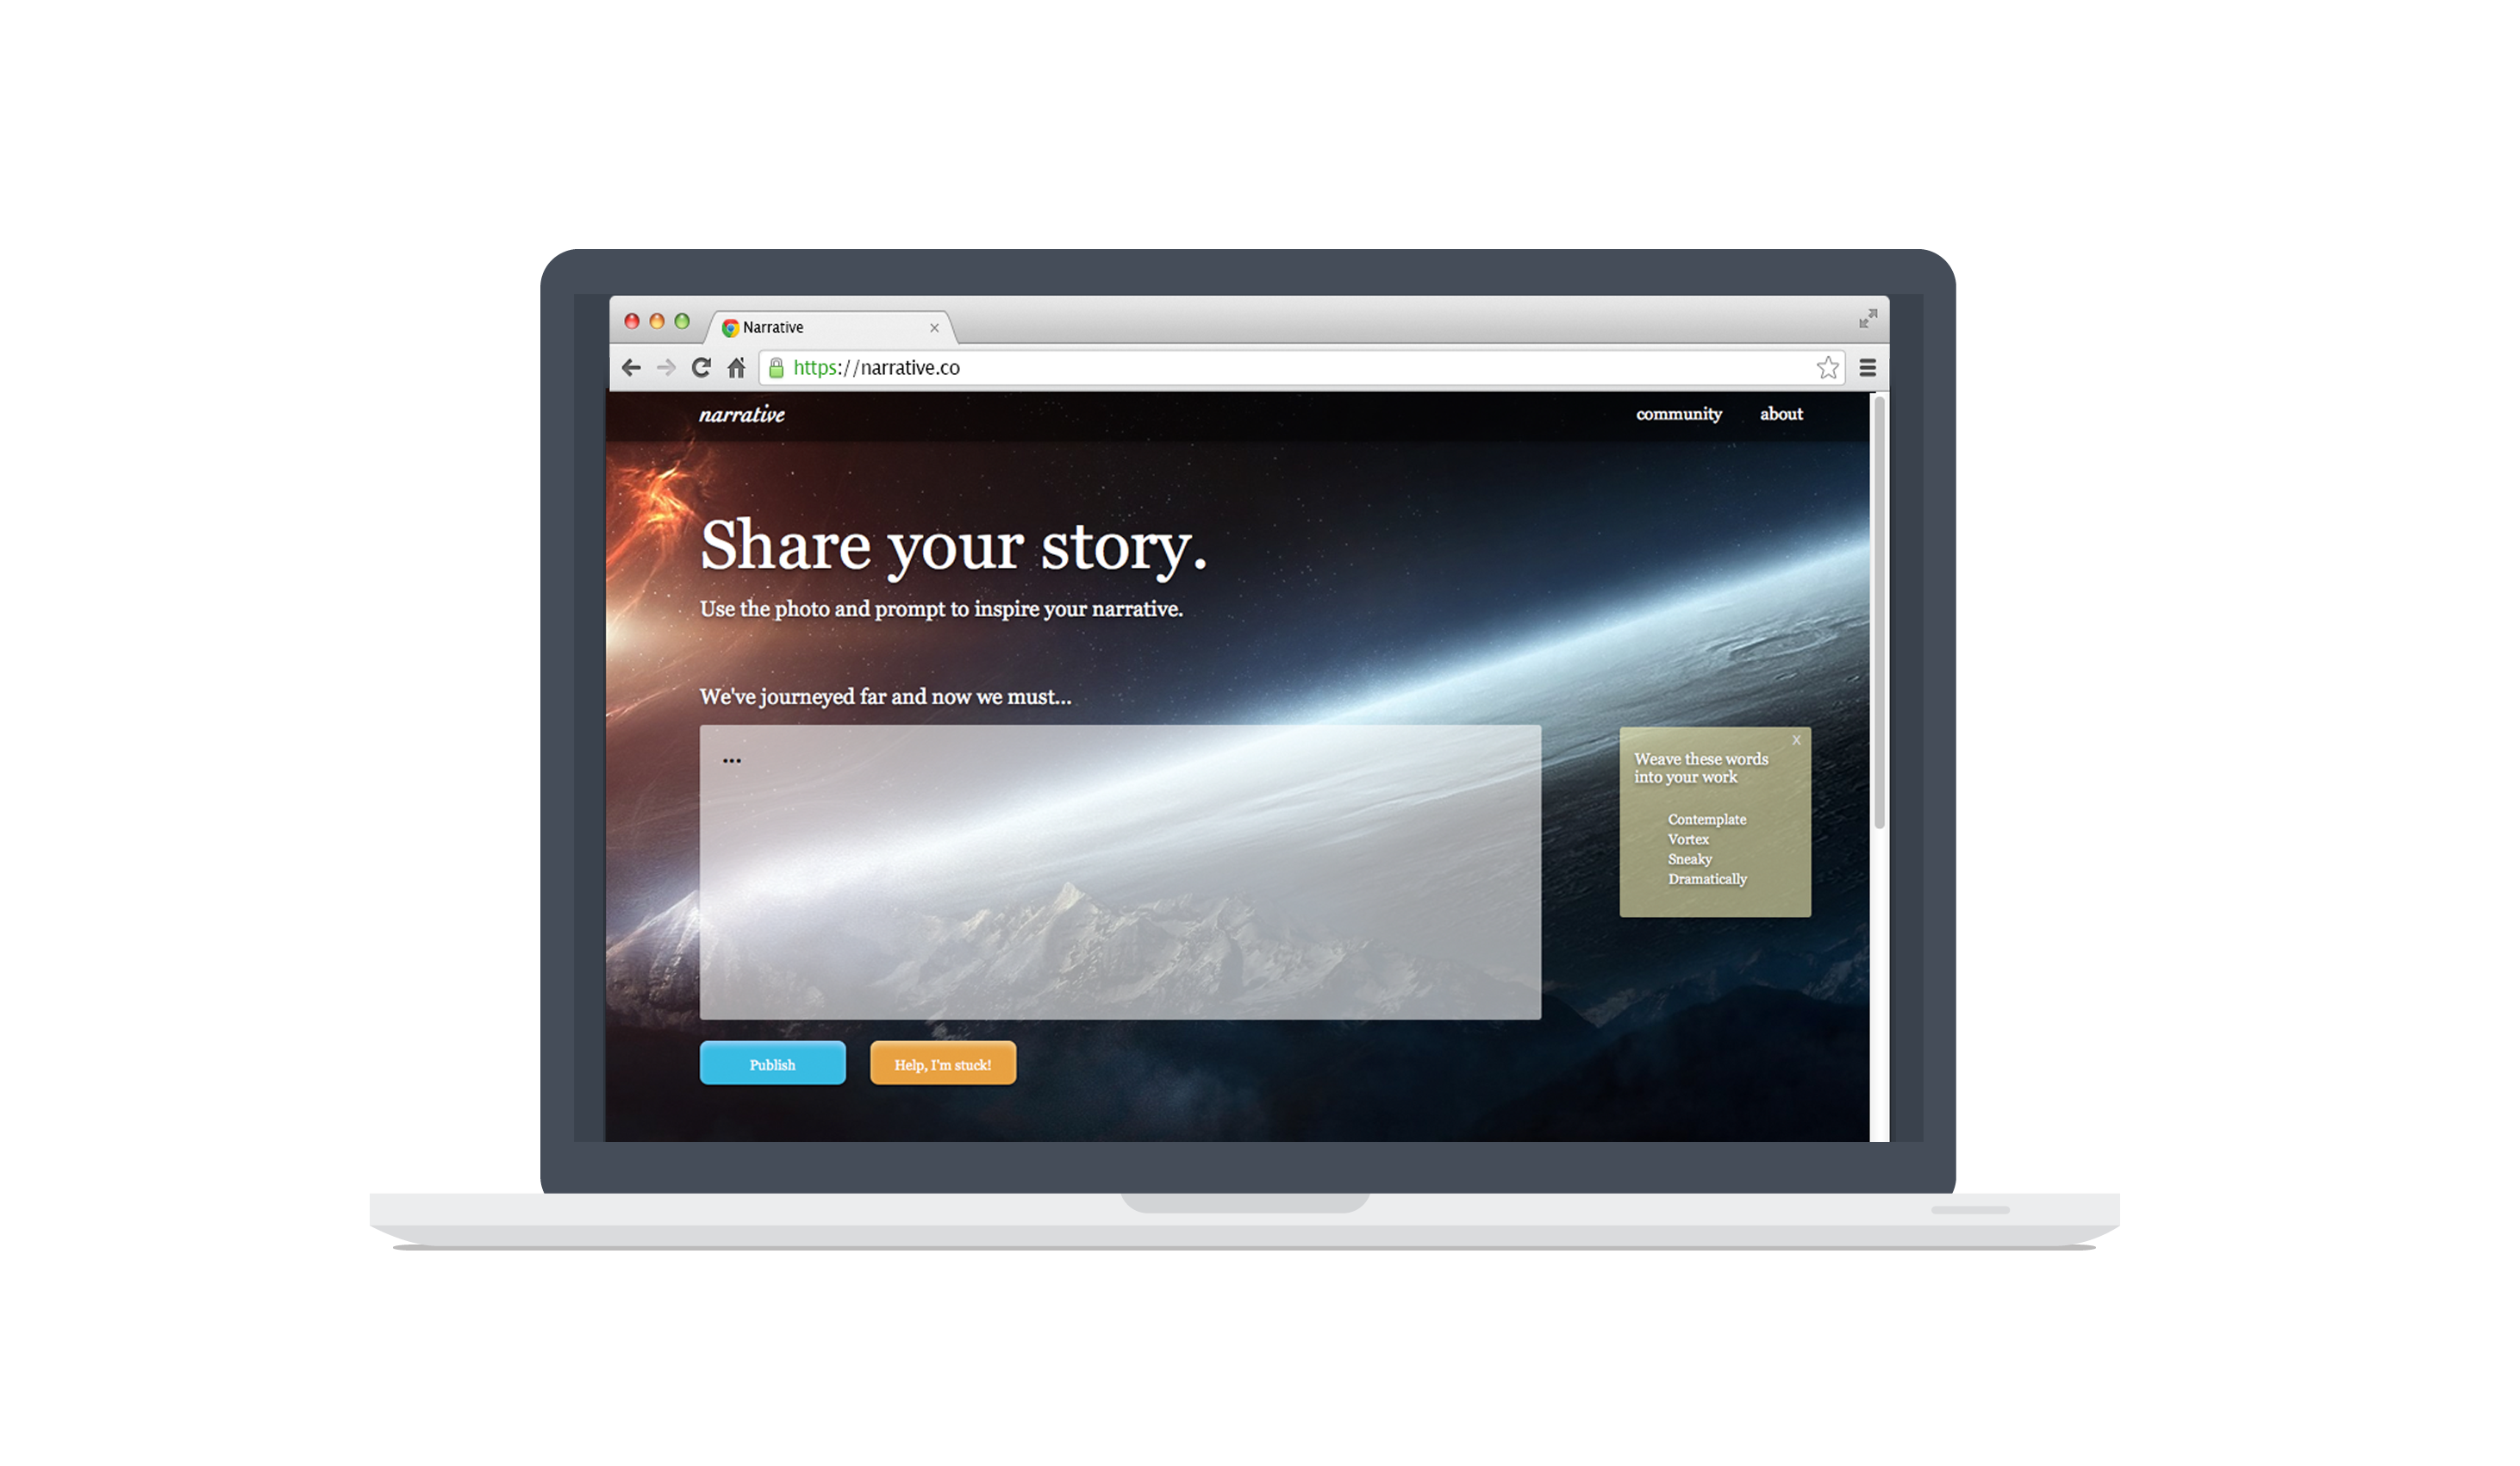 Narrative
https://narrative.co
narrative
community
about
Share your story.
Use the photo and prompt to inspire your narrative.
We've journeyed far and now we must...
...
X
Weave these words
into your work
Contemplate
Vortex
Sneaky
Dramatically
Publish
Help, I'm stuck!